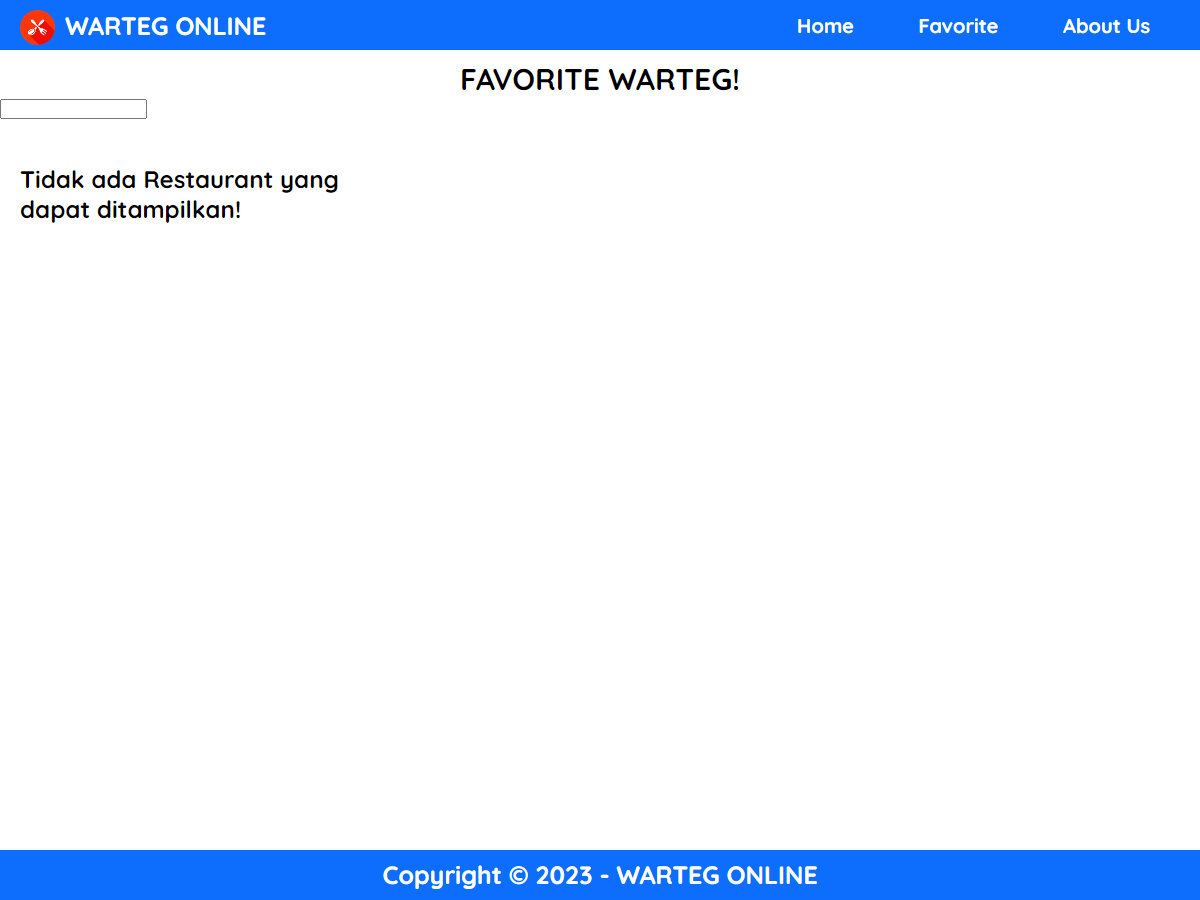 WARTEG ONLINE
Home
Favorite
About Us
FAVORITE WARTEG!
Tidak ada Restaurant yang
dapat ditampilkan!
Copyright © 2023 - WARTEG ONLINE